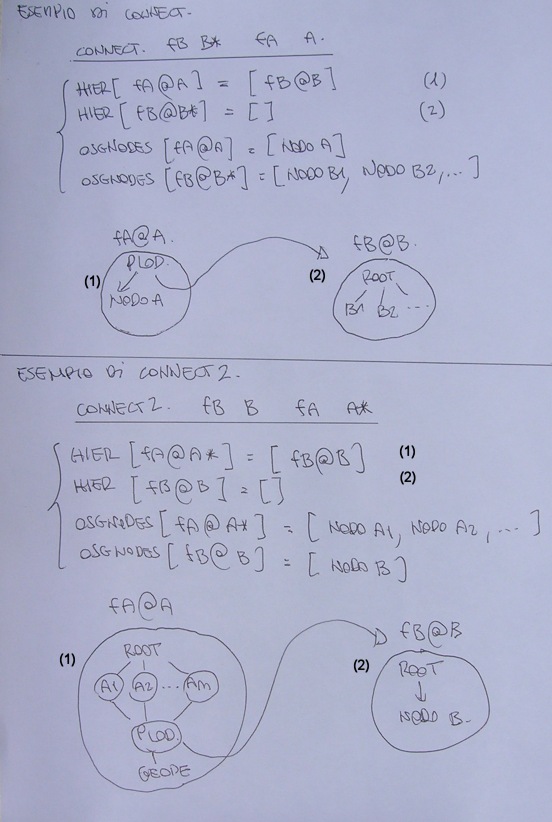 ESEMPIO Di CONNECT.
CONNECT. fB B* fA A.
HIER [ fA@A ] = [ fB@B ] (1)
HIER [ fB@B* ] = [ ] (2)
OSGNODES [ fA@A ] = [ NODO A ]
OSGNODES [ fB@B* ] = [ NODO B1, NODO B2, ... ]
fA@A.
fB@B.
(1)
PLOD.
NODO A
(2)
ROOT
B1 B2 ...
ESEMPIO Di CONNECT2.
CONNECT2. fB B fA A*
HIER [ fA@A* ] = [ fB@B ] (1)
HIER [ fB@B ] = [ ] (2)
OSGNODES [ fA@A* ] = [ NODO A1, NODO A2, ... ]
OSGNODES [ fB@B ] = [ NODO B ]
fA@A
fB@B
(1)
ROOT
A1 A2 ... Am
PLOD.
GEODE
(2)
ROOT
NODO B.